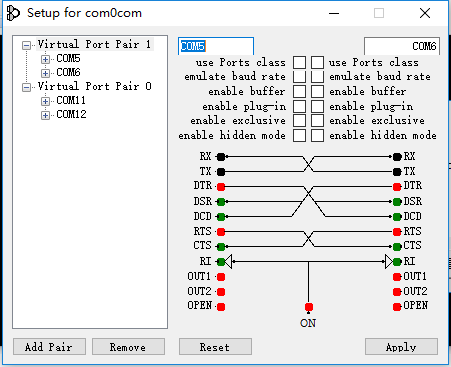 Setup for com0com
Virtual Port Pair 1
COM5
COM6
Virtual Port Pair 0
COM11
COM12
COM5 COM6
use Ports class use Ports class
emulate baud rate emulate baud rate
enable buffer enable buffer
enable plug-in enable plug-in
enable exclusive enable exclusive
enable hidden mode enable hidden mode
RX RX
TX TX
DTR DTR
DSR DSR
DCD DCD
RTS RTS
CTS CTS
RI RI
OUT1 OUT1
OUT2 OUT2
OPEN OPEN
ON
Add Pair Remove Reset Apply